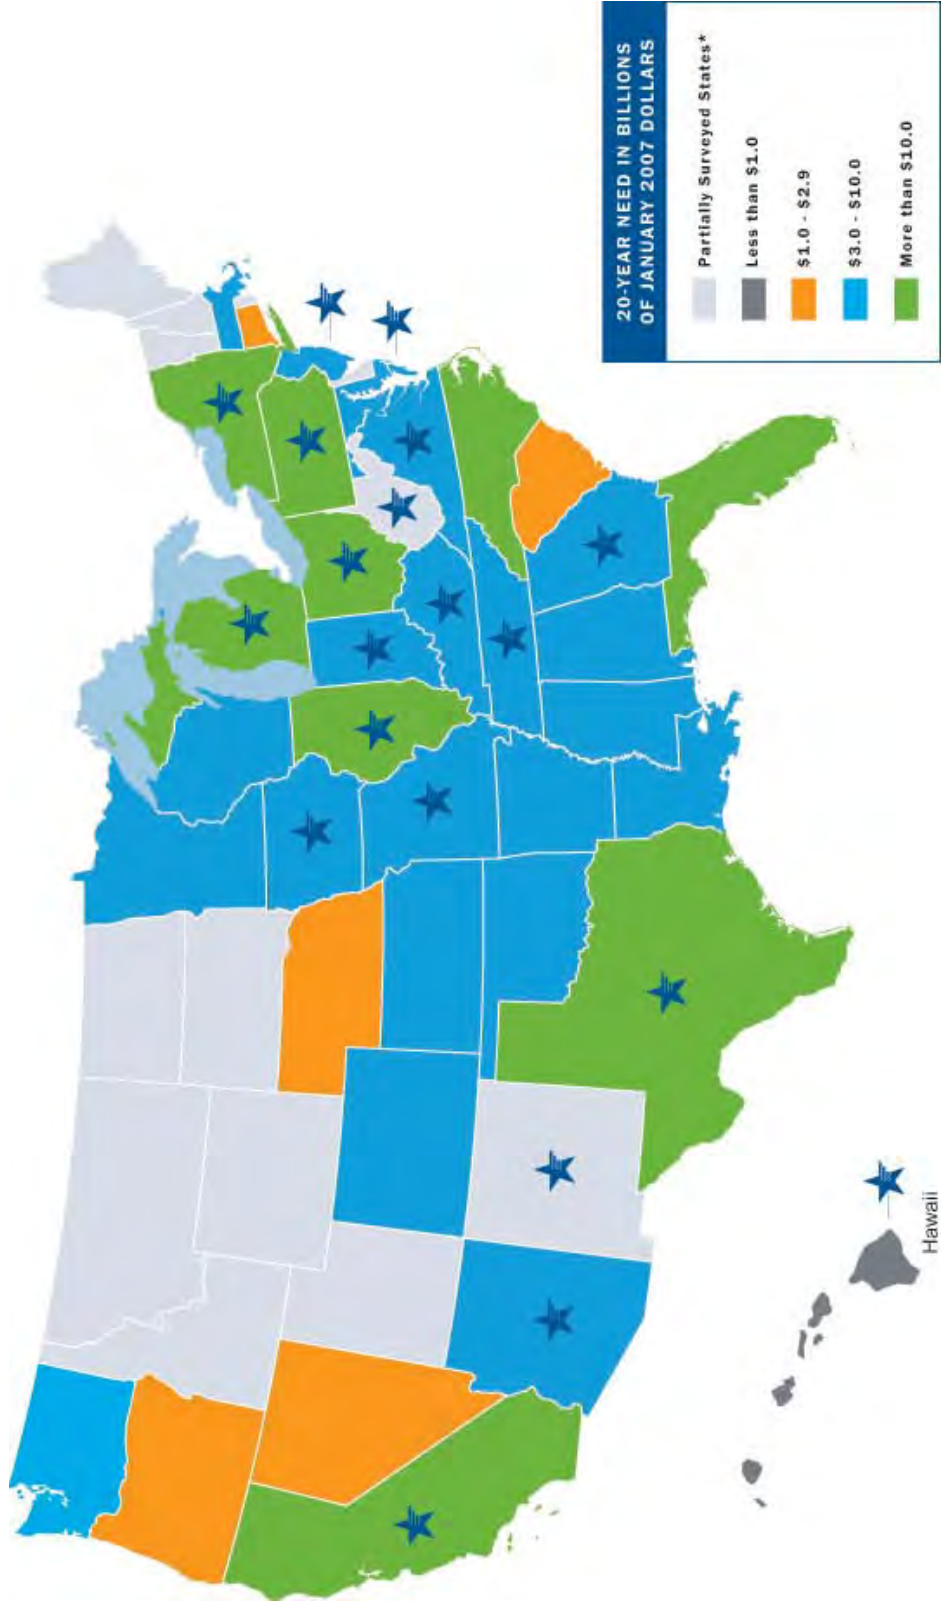 20-YEAR NEED IN BILLIONS
OF JANUARY 2007 DOLLARS
Partially Surveyed States*
Less than $1.0
$1.0 - $2.9
$3.0 - $10.0
More than $10.0
Hawaii